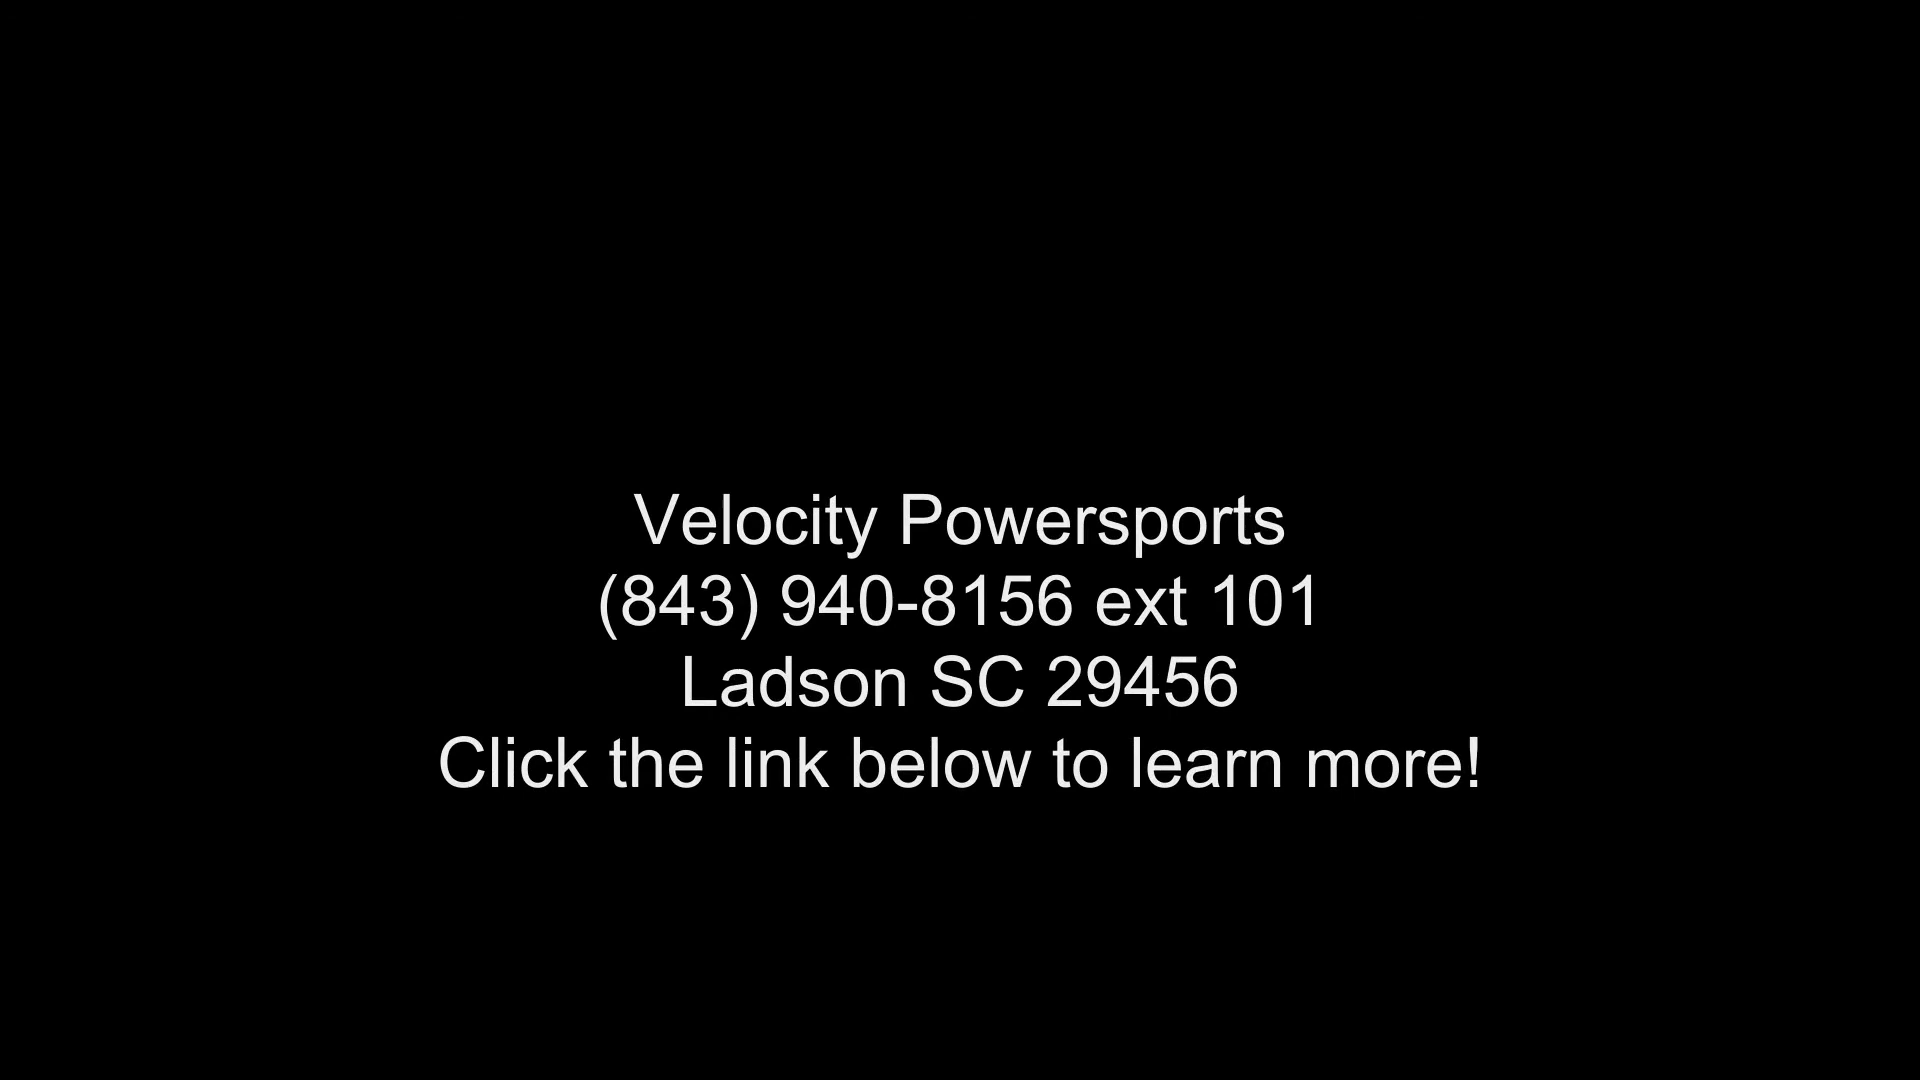 Velocity Powersports
(843) 940-8156 ext 101
Ladson SC 29456
Click the link below to learn more!